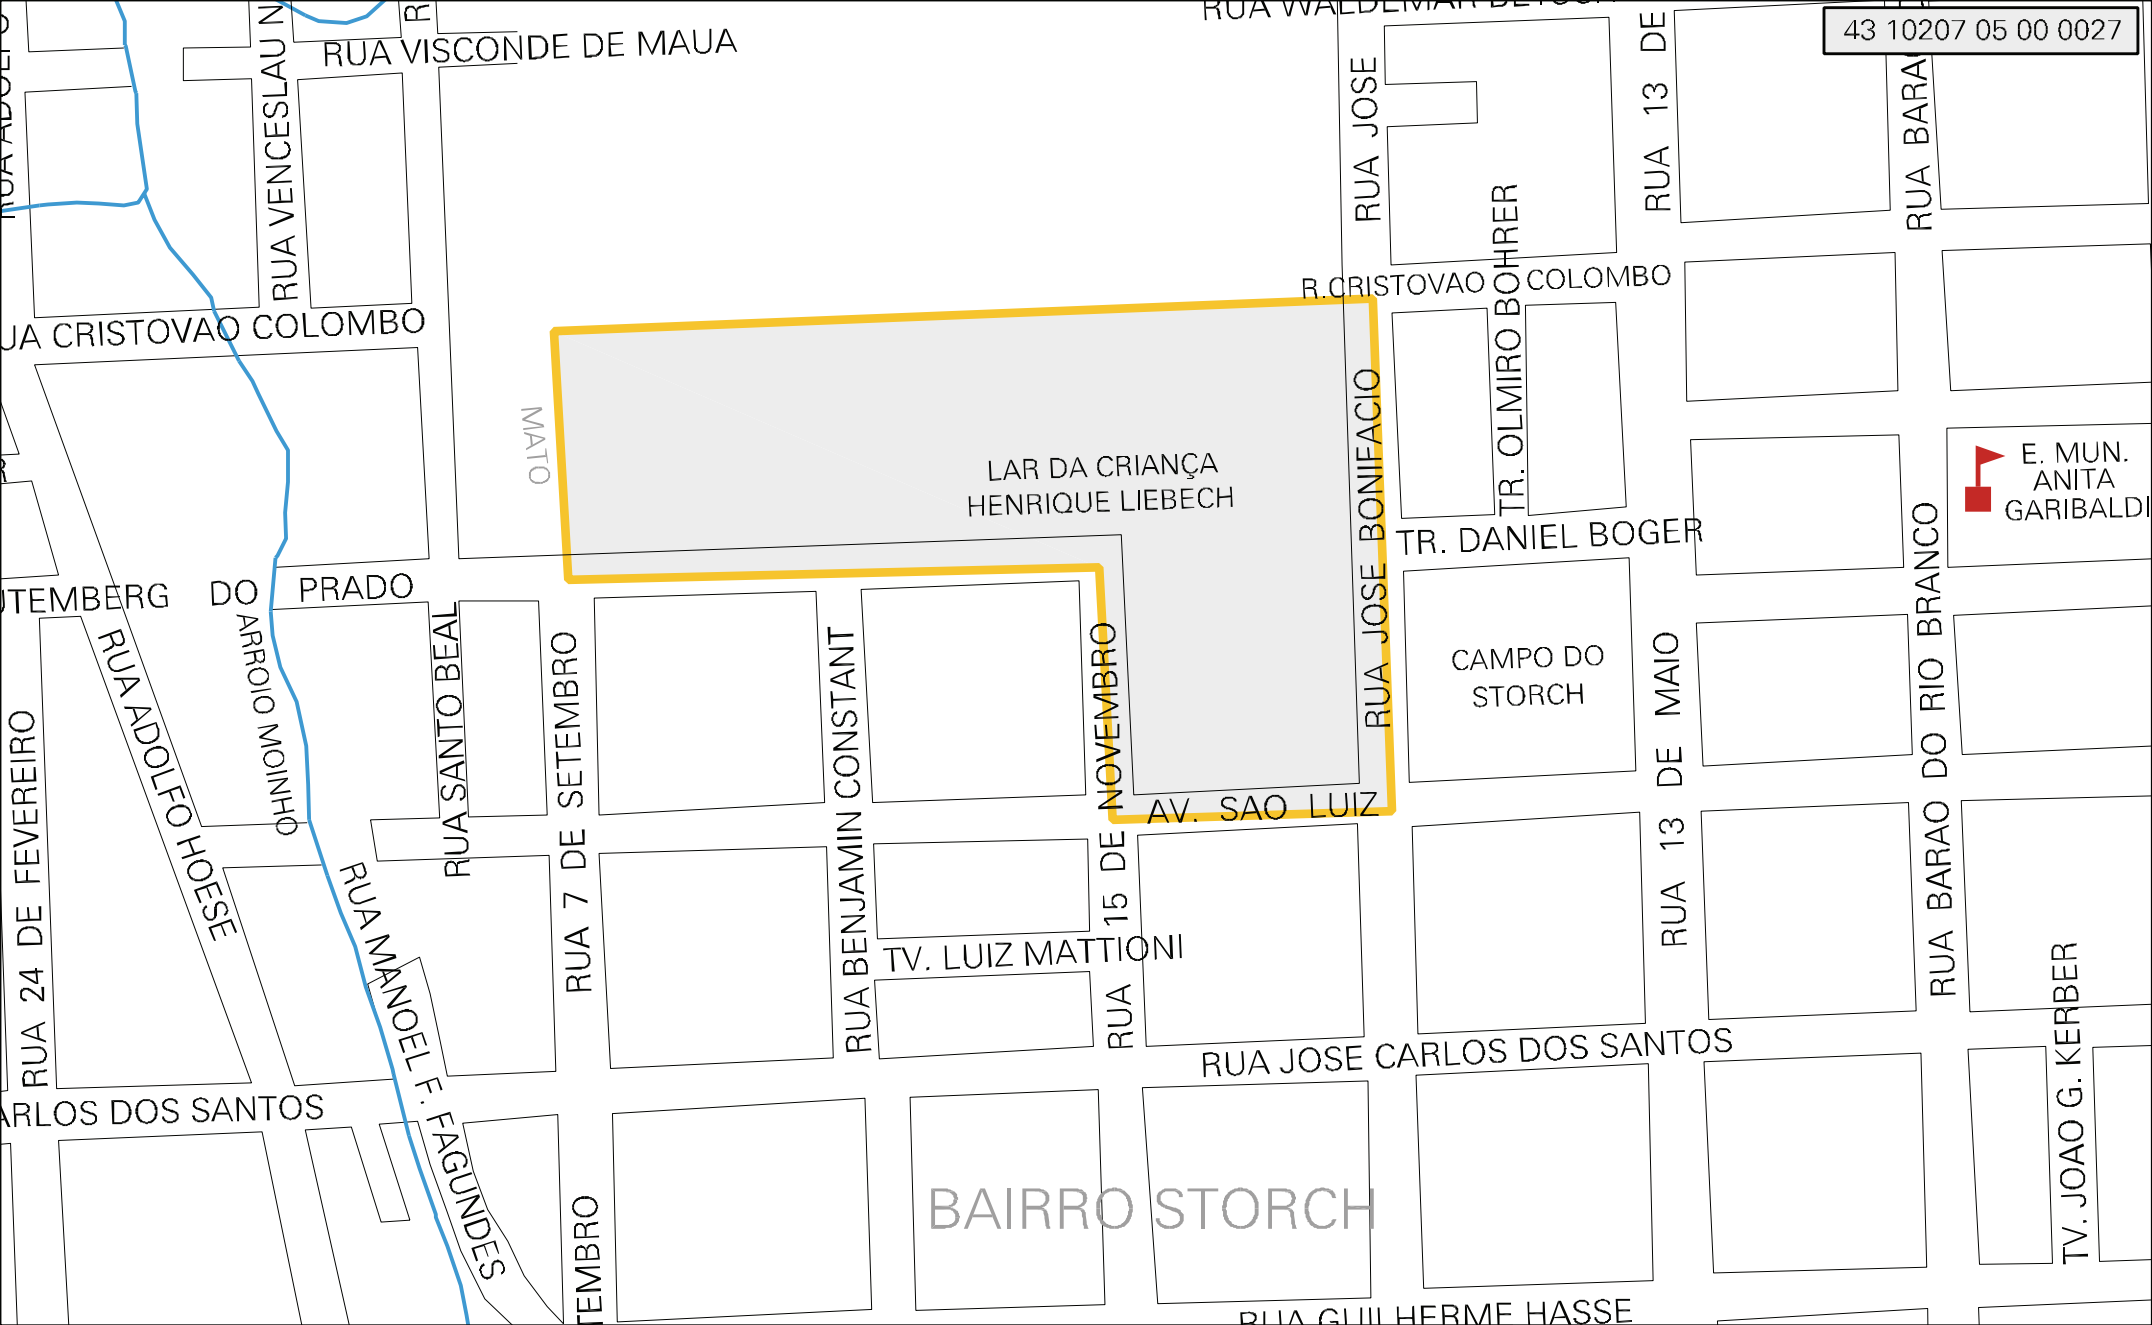 43 10207 05 00 0027
RUA VISCONDE DE MAUA
RUA VENCESLAU N
R
RUA JOSE
RUA 13 DE
TR. OLMIRO BOHRER
R.CRISTOVAO COLOMBO
UA CRISTOVAO COLOMBO
MATO
LAR DA CRIANÇA
HENRIQUE LIEBECH
RUA JOSE BONIFACIO
E. MUN.
ANITA
GARIBALDI
TR. DANIEL BOGER
UTEMBERG DO PRADO
ARROIO MOINHO
RUA ADOLFO HOESE
RUA SANTO BEAL
RUA 7 DE SETEMBRO
RUA BENJAMIN CONSTANT
RUA 15 DE NOVEMBRO
CAMPO DO
STORCH
RUA 13 DE MAIO
RUA BARAO DO RIO BRANCO
RUA 24 DE FEVEREIRO
AV. SAO LUIZ
RUA MANOEL F. FAGUNDES
TV. LUIZ MATTIONI
RUA JOSE CARLOS DOS SANTOS
TV. JOAO G. KERBER
ARLOS DOS SANTOS
BAIRRO STORCH
TEMBRO
RUA GUILHERME HASSE